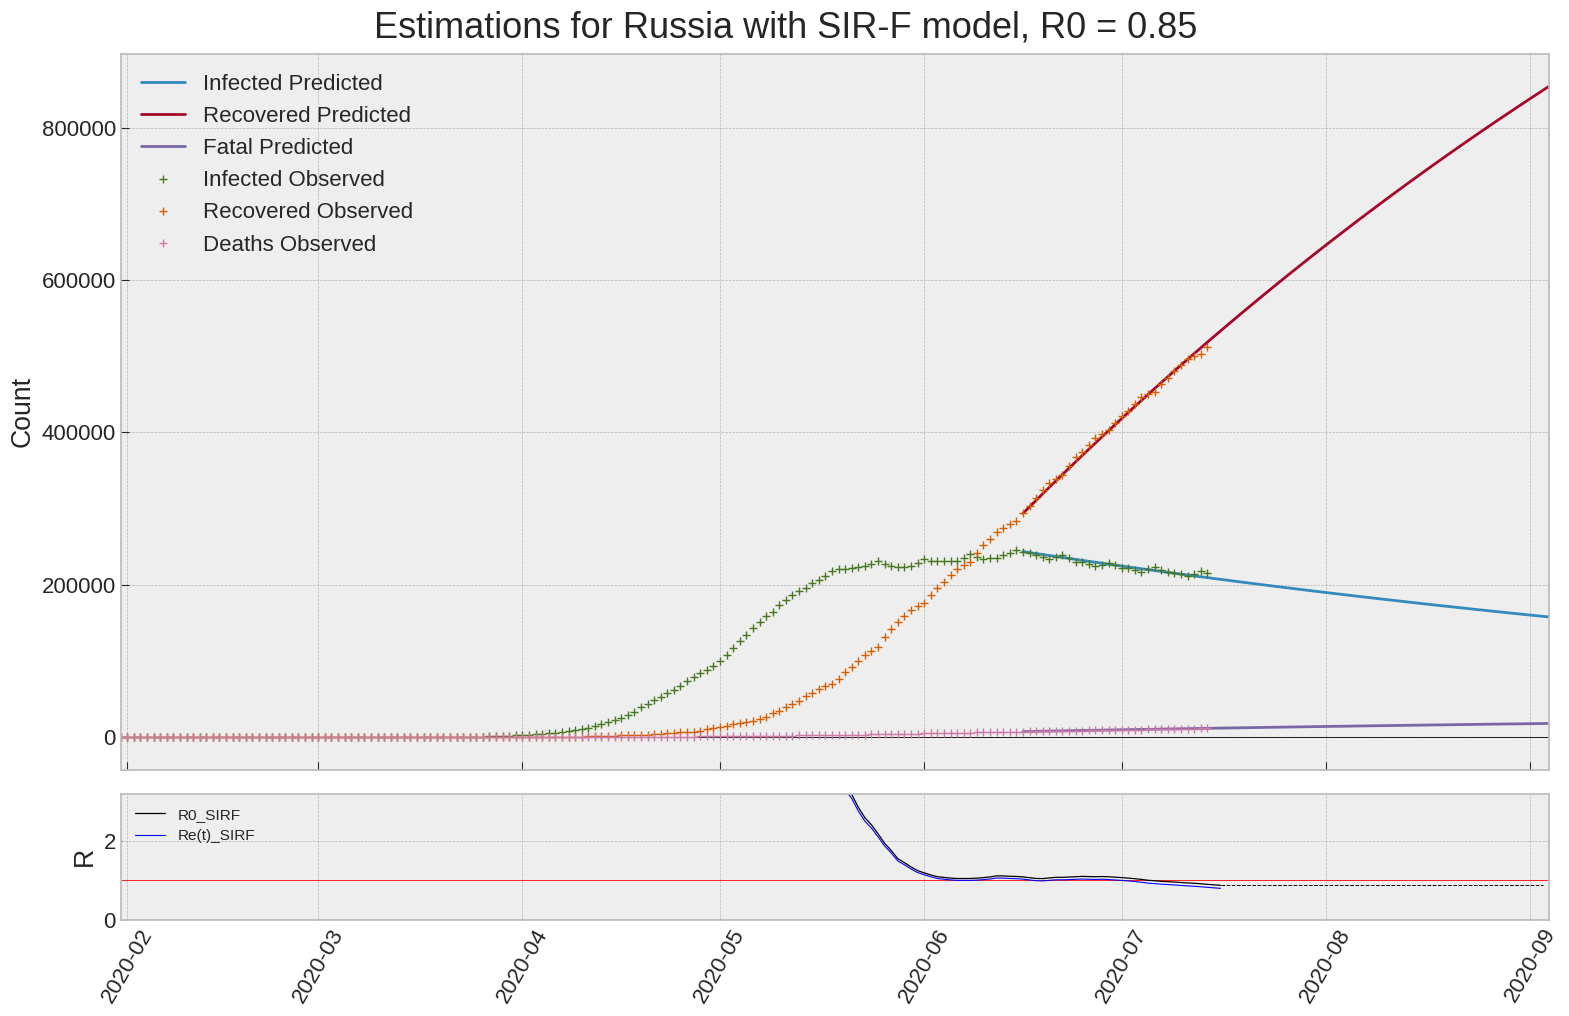 Estimations for Russia with SIR-F model, R0 = 0.85
Infected Predicted
Recovered Predicted
Fatal Predicted
Infected Observed
Recovered Observed
Deaths Observed
800000
600000
400000
200000
0
Count
R0_SIRF
Re(t)_SIRF
2
0
R
2020-02
2020-03
2020-04
2020-05
2020-06
2020-07
2020-08
2020-09